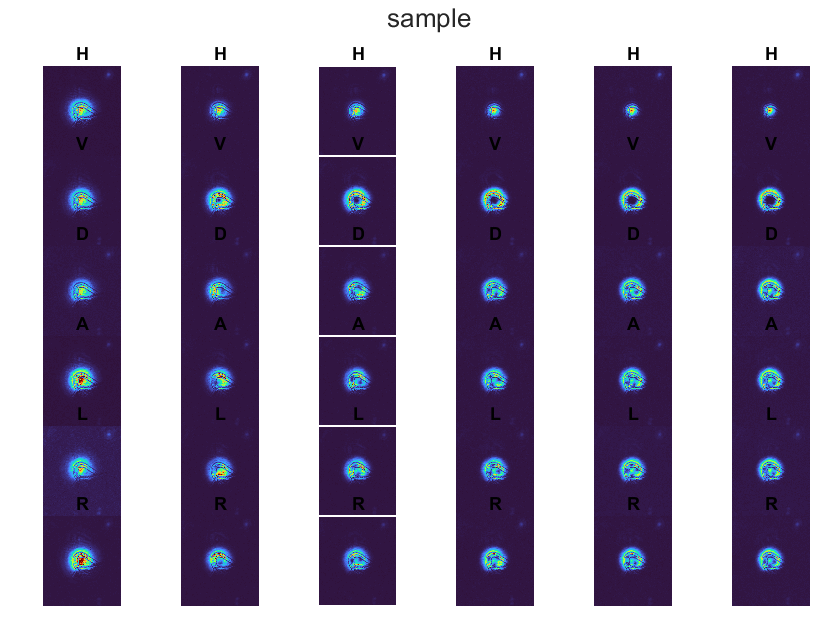 sample
H H H H H H
V V V V V V
D D D D D D
A A A A A A
L L L L L L
R R R R R R